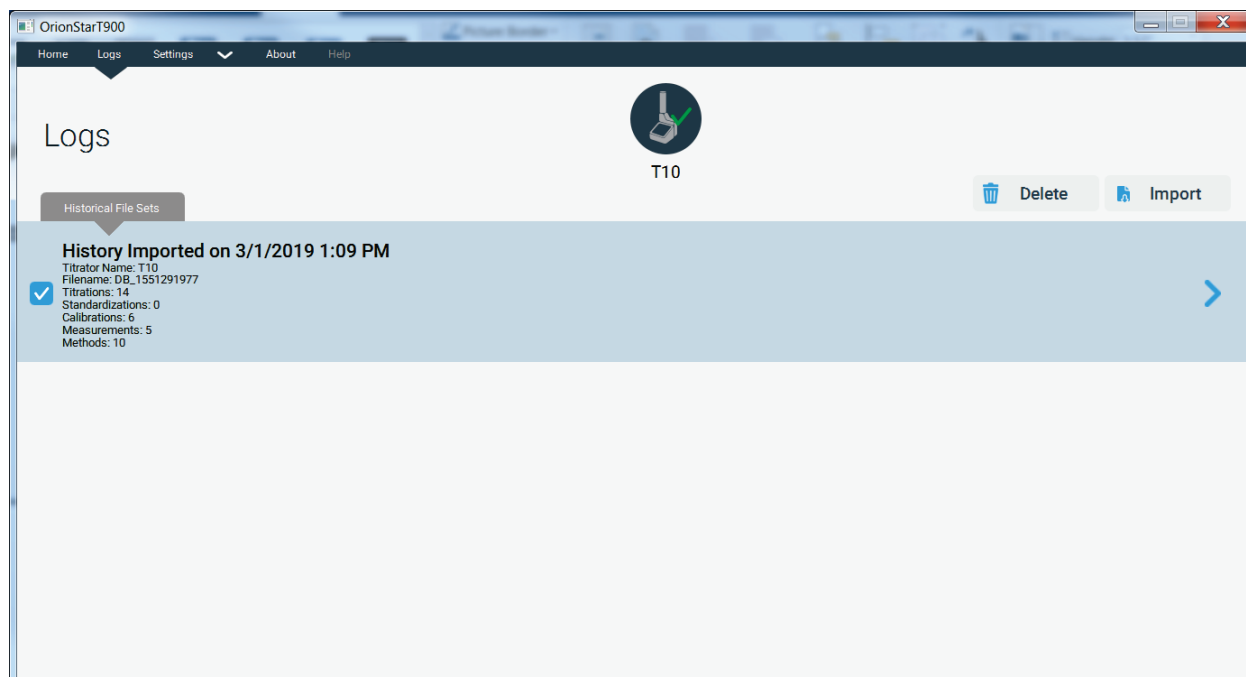 OrionStarT900
Home Logs Settings About Help
Logs
T10
Delete Import
Historical File Sets
History Imported on 3/1/2019 1:09 PM
Titrator Name: T10
Filename: DB_1551291977
Titrations: 14
Standardizations: 0
Calibrations: 6
Measurements: 5
Methods: 10